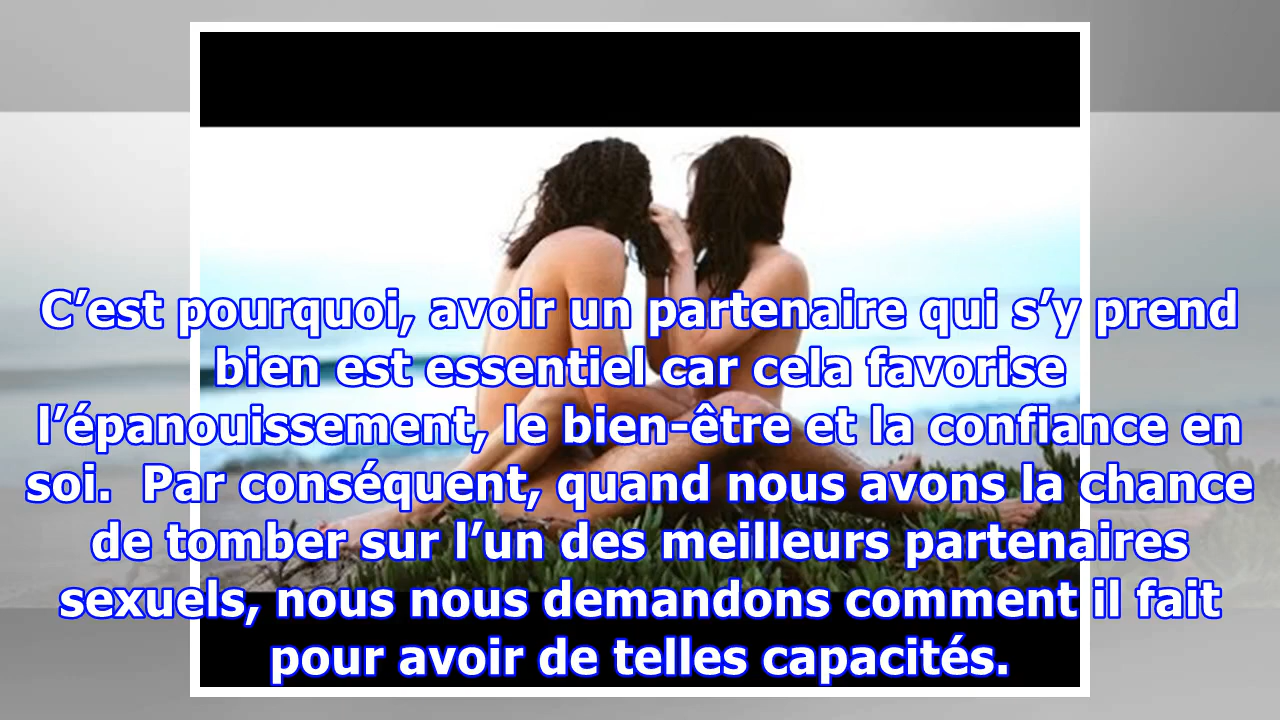 C’est pourquoi, avoir un partenaire qui s’y prend
bien est essentiel car cela favorise
l’épanouissement, le bien-être et la confiance en
soi.  Par conséquent, quand nous avons la chance
de tomber sur l’un des meilleurs partenaires
sexuels, nous nous demandons comment il fait
pour avoir de telles capacités.